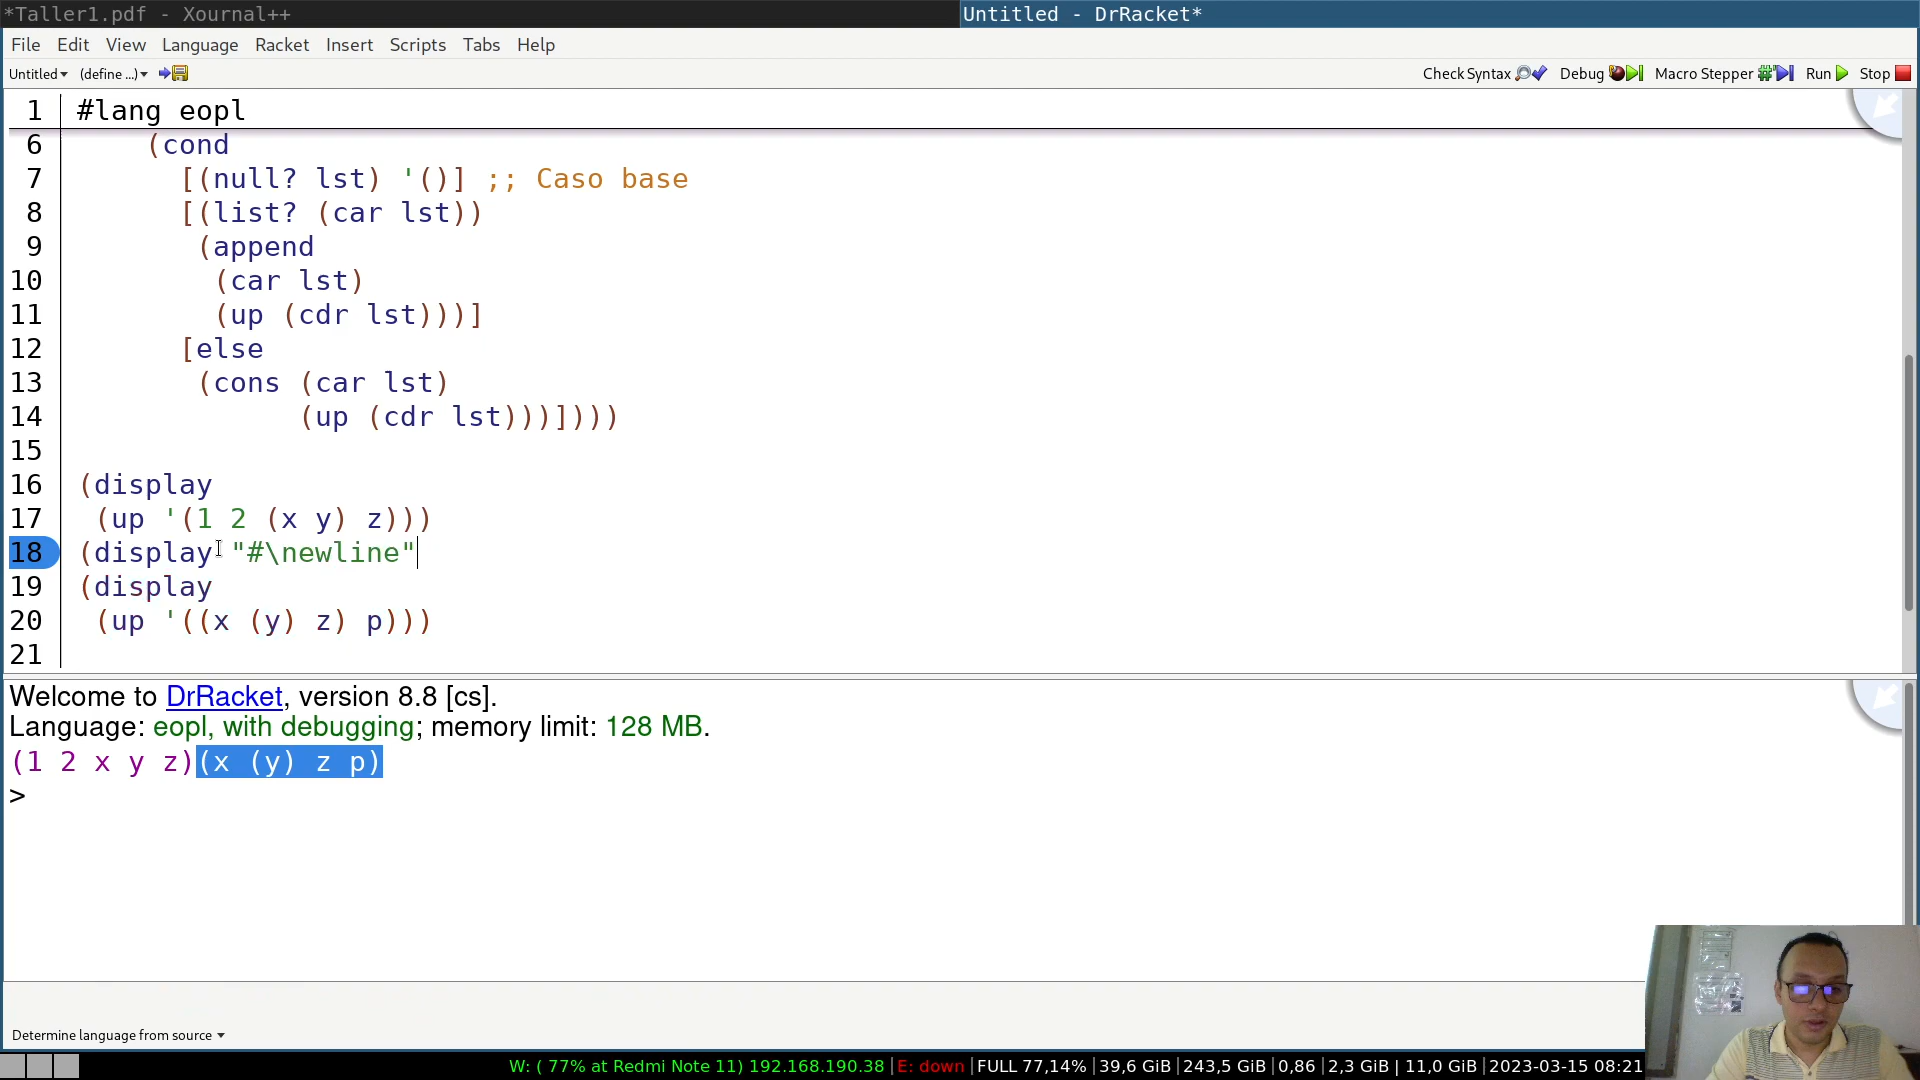 *Taller1.pdf - Xournal++
Untitled - DrRacket*
File Edit View Language Racket Insert Scripts Tabs Help
Untitled (define ...) Check Syntax Debug Macro Stepper Run Stop
1 #lang eopl
6 (cond
7 [(null? lst) '()] ;; Caso base
8 [(list? (car lst))
9 (append
10 (car lst)
11 (up (cdr lst)))]
12 [else
13 (cons (car lst)
14 (up (cdr lst)))])))
15
16 (display
17 (up '(1 2 (x y) z)))
18 (display "#\newline"
19 (display
20 (up '((x (y) z) p)))
21
Welcome to DrRacket, version 8.8 [cs].
Language: eopl, with debugging; memory limit: 128 MB.
(1 2 x y z)(x (y) z p)
>
Determine language from source
W: ( 77% at Redmi Note 11) 192.168.190.38 | E: down | FULL 77,14% | 39,6 GiB | 243,5 GiB | 0,86 | 2,3 GiB | 11,0 GiB | 2023-03-15 08:21